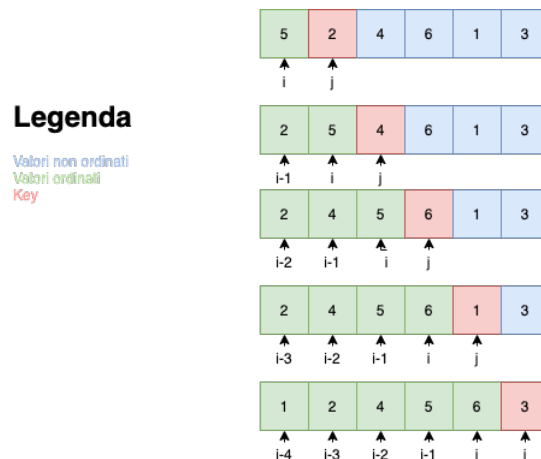 5 2 4 6 1 3
i j
Legenda
2 5 4 6 1 3
Valori non ordinati
Valori ordinati
Key
i-1 i j
2 4 5 6 1 3
i-2 i-1 i j
2 4 5 6 1 3
i-3 i-2 i-1 i j
1 2 4 5 6 3
i-4 i-3 i-2 i-1 i j